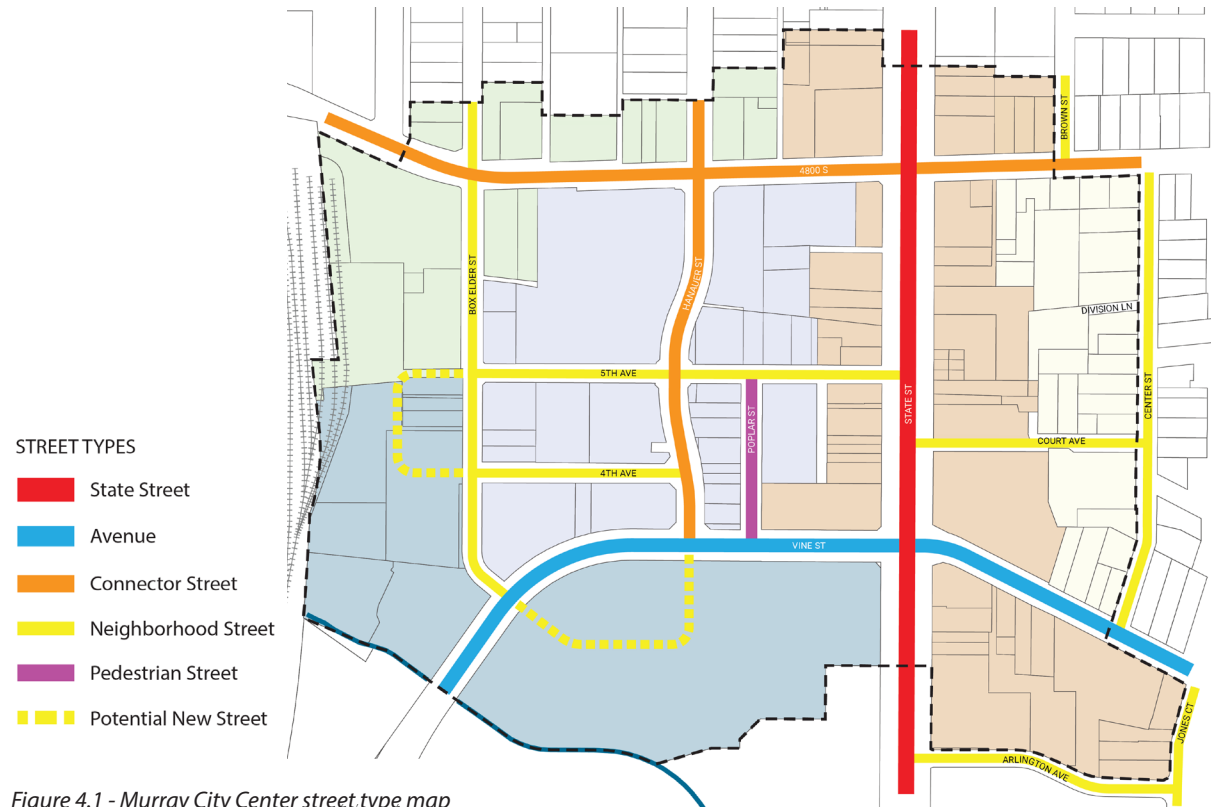 BROWN ST
4800 S
BOX ELDER ST
HANAUER ST
DIVISION LN
5TH AVE
STATE ST
CENTER ST
POPLAR ST
COURT AVE
4TH AVE
VINE ST
JONES CT
ARLINGTON AVE
STREET TYPES
State Street
Avenue
Connector Street
Neighborhood Street
Pedestrian Street
Potential New Street
Figure 4.1 - Murray City Center street type map